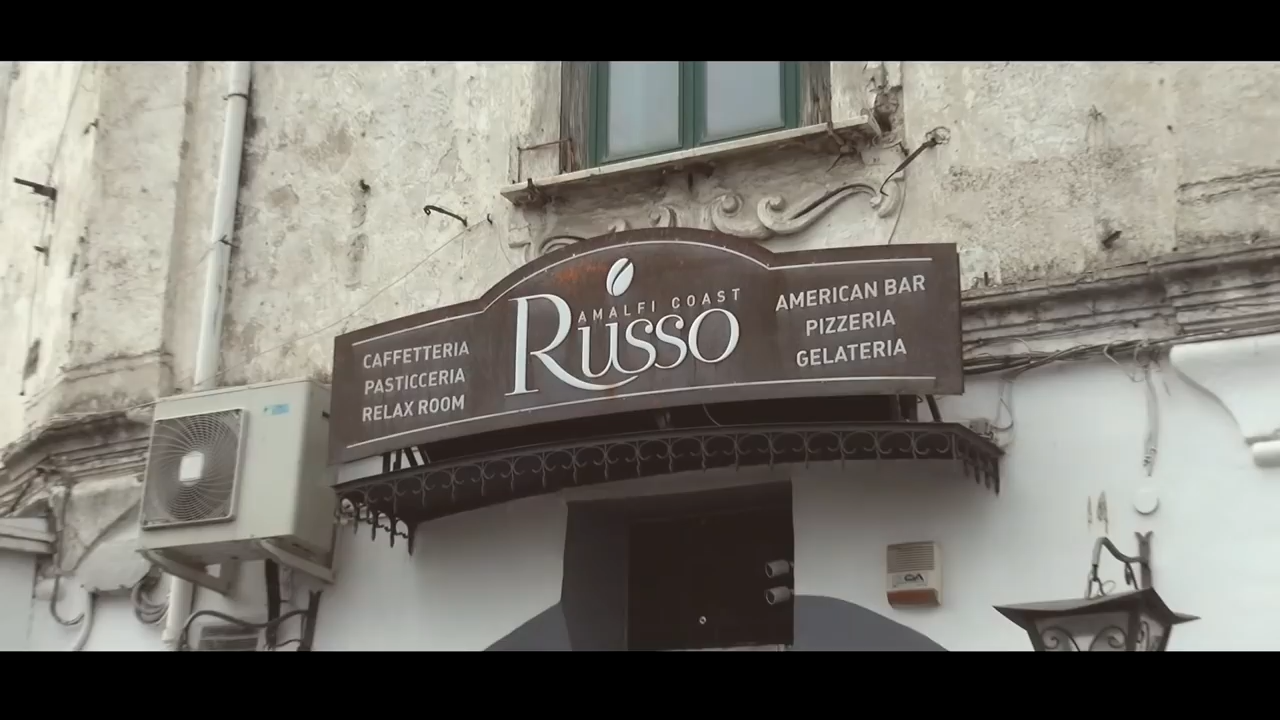 CAFFETTERIA
PASTICCERIA
RELAX ROOM
AMALFI COAST
Russo
AMERICAN BAR
PIZZERIA
GELATERIA